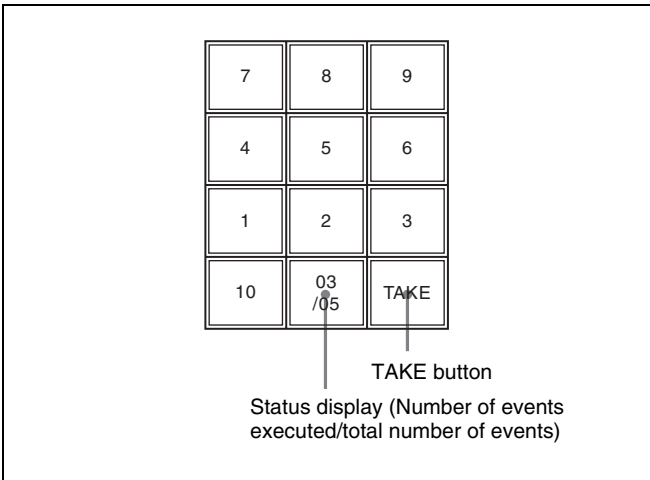 7 8 9
4 5 6
1 2 3
10 03 TAKE
/05
TAKE button
Status display (Number of events
executed/total number of events)